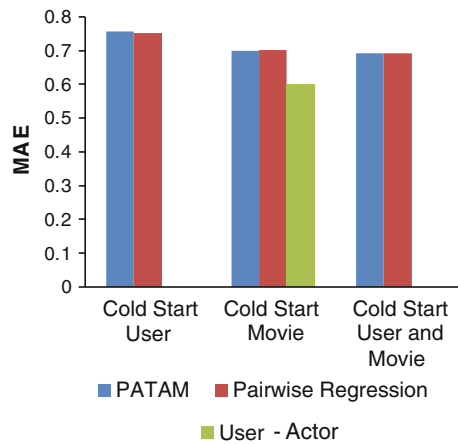 0.8
0.7
0.6
0.5
0.4
0.3
0.2
0.1
0
MAE
Cold Start User
Cold Start Movie
Cold Start User and Movie
PATAM
Pairwise Regression
User - Actor